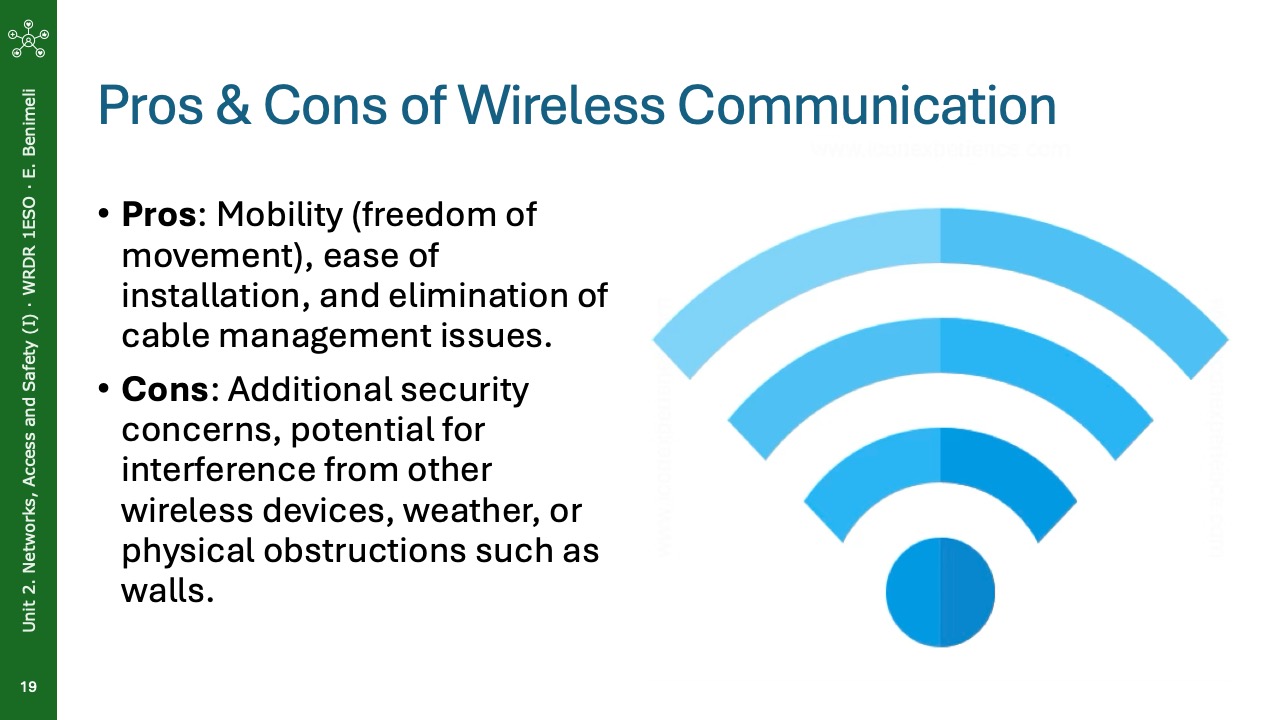 Pros & Cons of Wireless Communication
• Pros: Mobility (freedom of
movement), ease of
installation, and elimination of
cable management issues.
• Cons: Additional security
concerns, potential for
interference from other
wireless devices, weather, or
physical obstructions such as
walls.
Unit 2. Networks, Access and Safety (I) · WRDR 1ESO · E. Benimeli
19